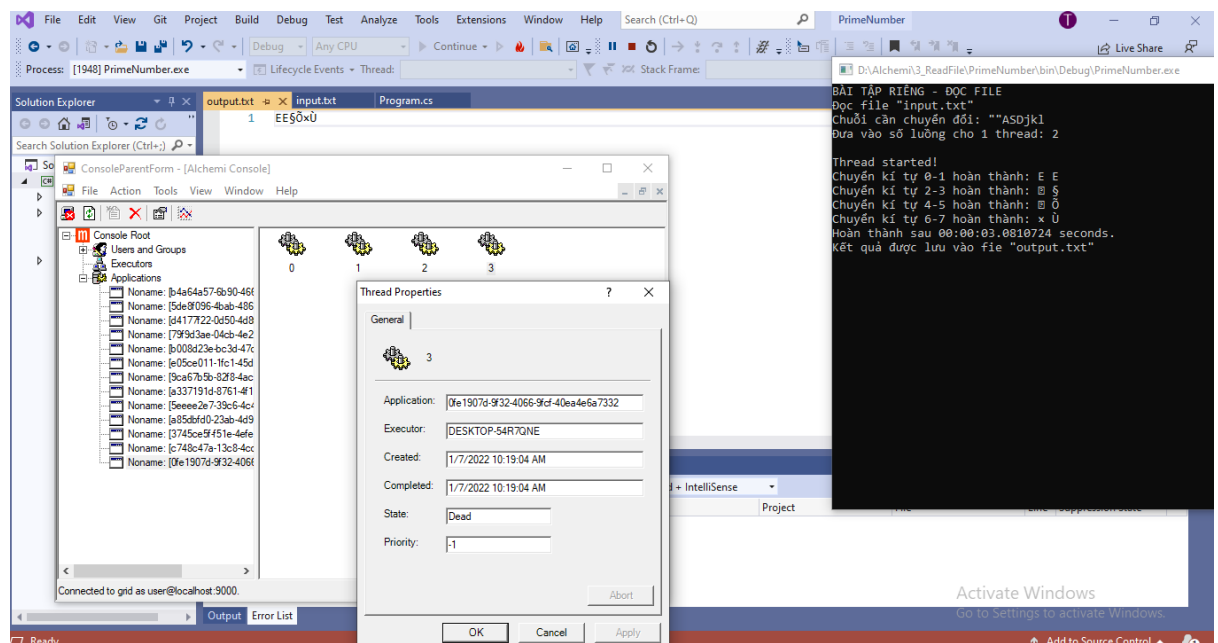 File Edit View Git Project Build Debug Test Analyze Tools Extensions Window Help Search (Ctrl+Q) PrimeNumber T
Debug Any CPU Continue Live Share
Process: [1948] PrimeNumber.exe Lifecycle Events Thread: Stack Frame:
Solution Explorer
output.txt input.txt Program.cs
1 EE§Õ×Ù
Search Solution Explorer (Ctrl+;)
So
C#
ConsoleParentForm - [Alchemi Console]
File Action Tools View Window Help
Console Root
Users and Groups
Executors
Applications
Noname: [b4a64a57-6b90-466
Noname: [5de8f096-4bab-486
Noname: [d4177f22-0d50-4d8
Noname: [79f9d3ae-04cb-4e2
Noname: [b008d23e-bc3d-47c
Noname: [e05ce011-1fc1-45d
Noname: [9ca67b5b-82f8-4ac
Noname: [a337191d-8761-4f1
Noname: [5eeee2e7-39c6-4c4
Noname: [a85dbfd0-23ab-4d9
Noname: [3745ce5f-f51e-4efe
Noname: [c748c47a-13c8-4cc
Noname: [0fe1907d-9f32-4066
0 1 2 3
Connected to grid as user@localhost:9000.
Thread Properties ?
General
3
Application: 0fe1907d-9f32-4066-9fcf-40ea4e6a7332
Executor: DESKTOP-54R7QNE
Created: 1/7/2022 10:19:04 AM
Completed: 1/7/2022 10:19:04 AM
State: Dead
Priority: -1
Abort
OK Cancel Apply
D:\Alchemi\3_ReadFile\PrimeNumber\bin\Debug\PrimeNumber.exe
BÀI TẬP RIÊNG - ĐỌC FILE
Đọc file "input.txt"
Chuỗi cần chuyển đổi: ""ASDjkl
Đưa vào số luồng cho 1 thread: 2
Thread started!
Chuyển kí tự 0-1 hoàn thành: E E
Chuyển kí tự 2-3 hoàn thành: §
Chuyển kí tự 4-5 hoàn thành: Õ
Chuyển kí tự 6-7 hoàn thành: × Ù
Hoàn thành sau 00:00:03.0810724 seconds.
Kết quả được lưu vào fie "output.txt"
+ IntelliSense
Project
Activate Windows
Go to Settings to activate Windows.
Output Error List
Ready Add to Source Control